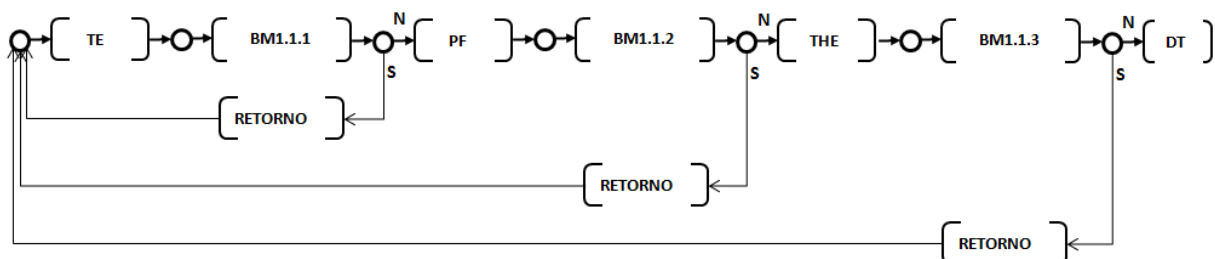 N N N
TE BM1.1.1 PF BM1.1.2 THE BM1.1.3 DT
S S S
RETORNO
RETORNO
RETORNO